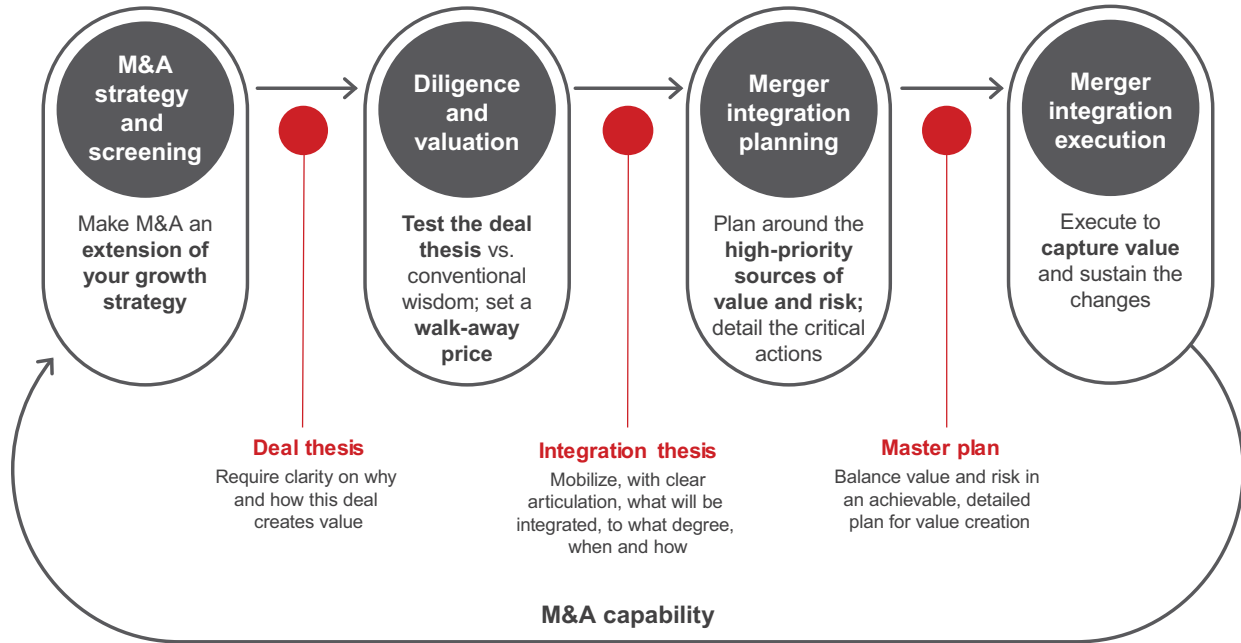 M&A
strategy
and
screening
Make M&A an
extension of
your growth
strategy
Diligence
and
valuation
Test the deal
thesis vs.
conventional
wisdom; set a
walk-away
price
Merger
integration
planning
Plan around the
high-priority
sources of
value and risk;
detail the critical
actions
Merger
integration
execution
Execute to
capture value
and sustain the
changes
Deal thesis
Require clarity on why
and how this deal
creates value
Integration thesis
Mobilize, with clear
articulation, what will be
integrated, to what degree,
when and how
Master plan
Balance value and risk in
an achievable, detailed
plan for value creation
M&A capability